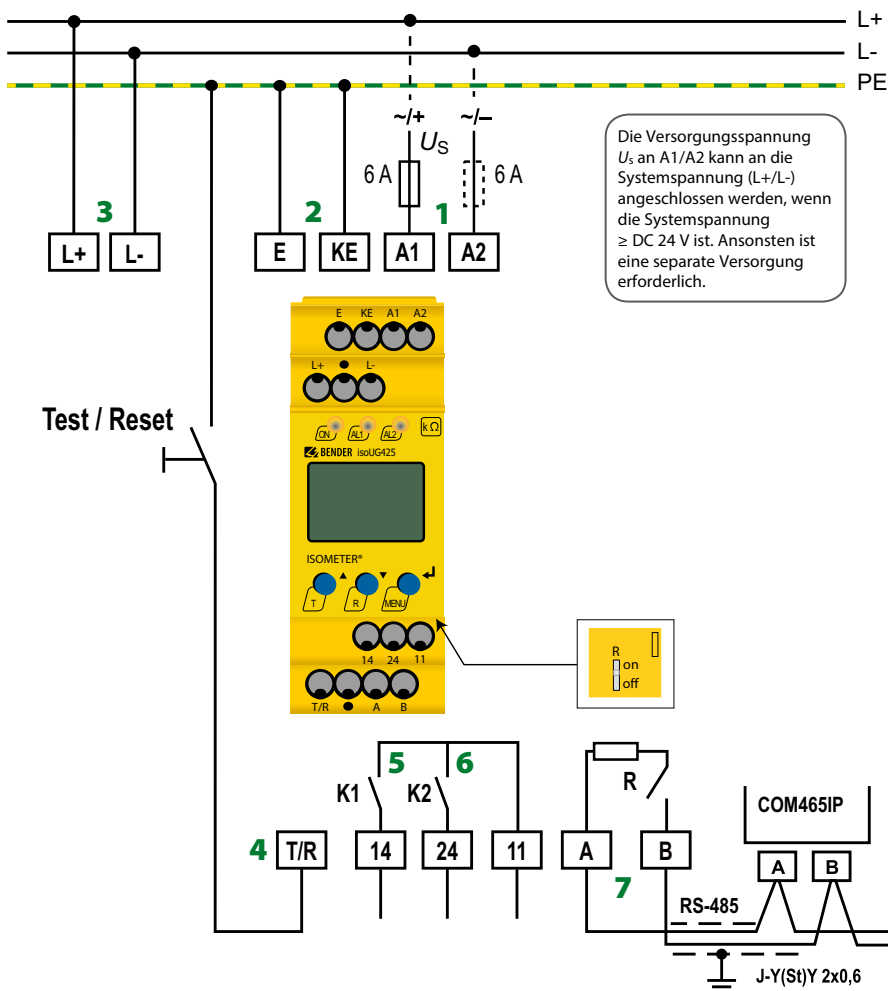 L+
L-
PE
~/+
~/–
US
6 A
6 A
Die Versorgungsspannung
Us an A1/A2 kann an die
Systemspannung (L+/L-)
angeschlossen werden, wenn
die Systemspannung
≥ DC 24 V ist. Ansonsten ist
eine separate Versorgung
erforderlich.
3
2
1
L+
L-
E
KE
A1
A2
E KE A1 A2
L+ L-
Test / Reset
ON AL1 AL2 kΩ
BENDER isoUG425
ISOMETER®
T R MENU
14 24 11
T/R A B
R
on
off
5
6
K1
K2
R
COM465IP
4
T/R
14
24
11
A
B
A
B
7
RS-485
J-Y(St)Y 2x0,6